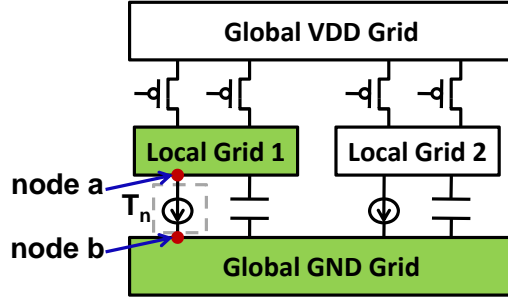 Global VDD Grid
Local Grid 1
Local Grid 2
node a
Tn
node b
Global GND Grid